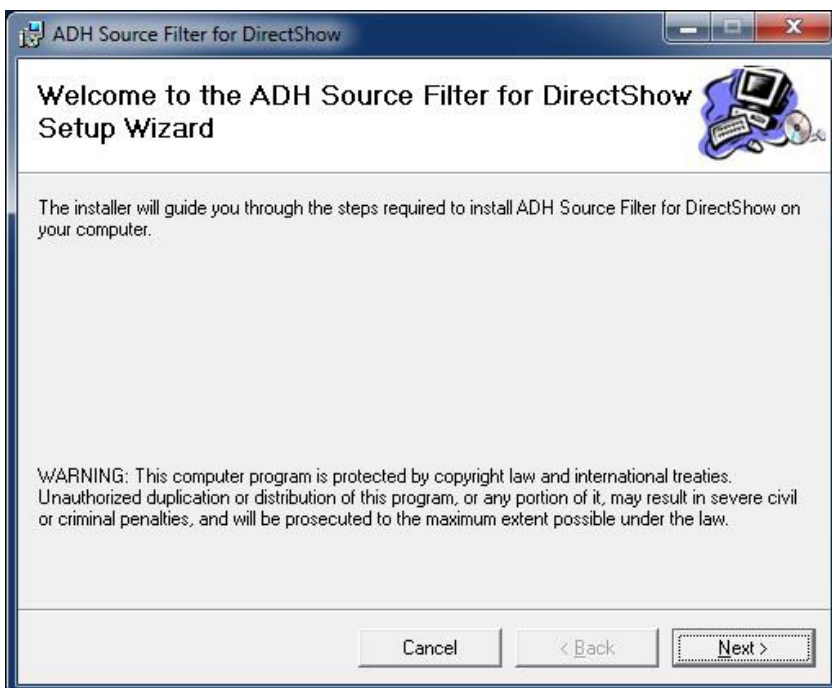 ADH Source Filter for DirectShow
Welcome to the ADH Source Filter for DirectShow
Setup Wizard
The installer will guide you through the steps required to install ADH Source Filter for DirectShow on
your computer.
WARNING: This computer program is protected by copyright law and international treaties.
Unauthorized duplication or distribution of this program, or any portion of it, may result in severe civil
or criminal penalties, and will be prosecuted to the maximum extent possible under the law.
Cancel
< Back
Next >